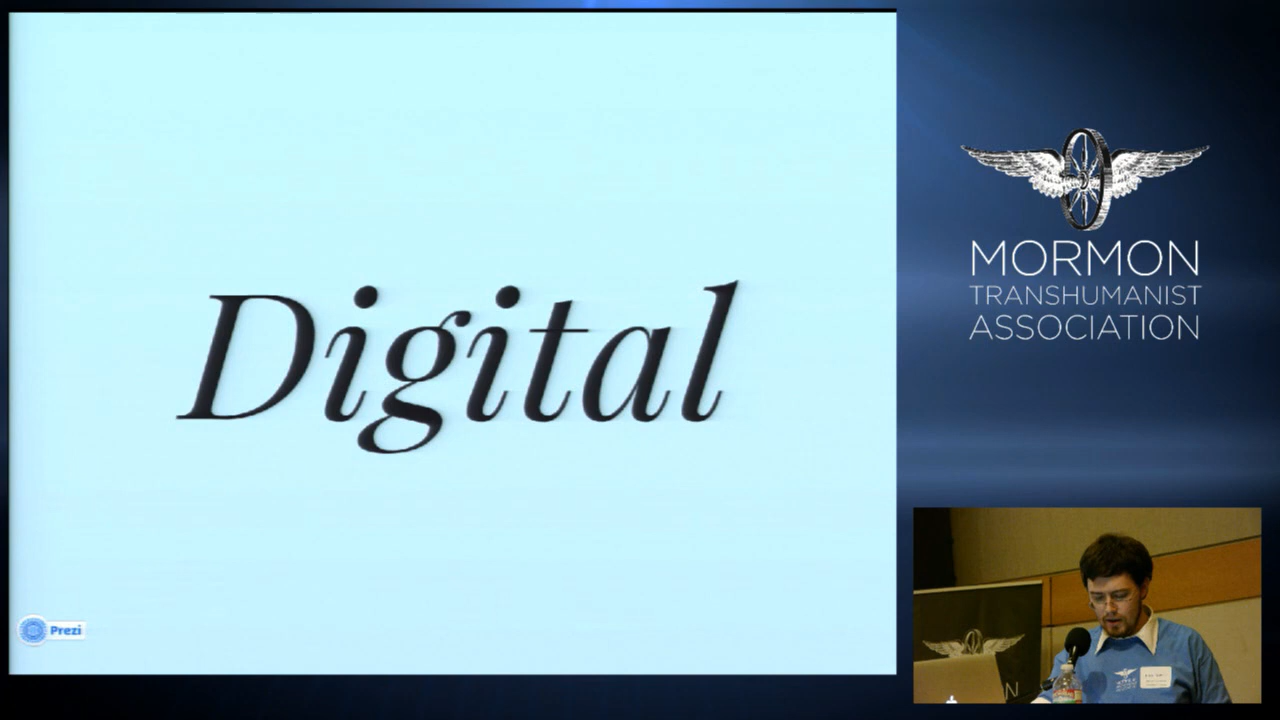 Digital
Prezi
MORMON
TRANSHUMANIST
ASSOCIATION
N